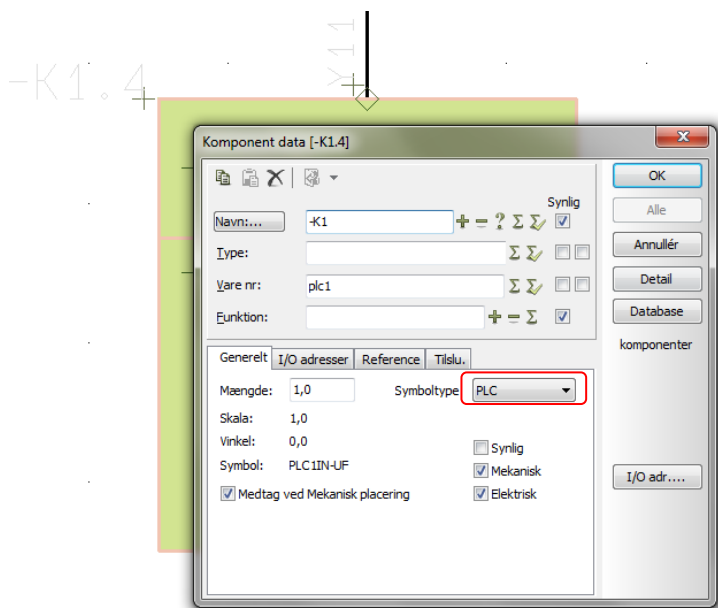 Y11
-K1.4
Komponent data [-K1.4]
OK
Synlig
Alle
Navn:...
-K1
Annullér
Type:
Detail
Vare nr:
plc1
Database
Funktion:
komponenter
Generelt
I/O adresser
Reference
Tilslu.
Mængde:
1,0
Symboltype
PLC
Skala:
1,0
Vinkel:
0,0
Synlig
Symbol:
PLC1IN-UF
Mekanisk
I/O adr....
Medtag ved Mekanisk placering
Elektrisk